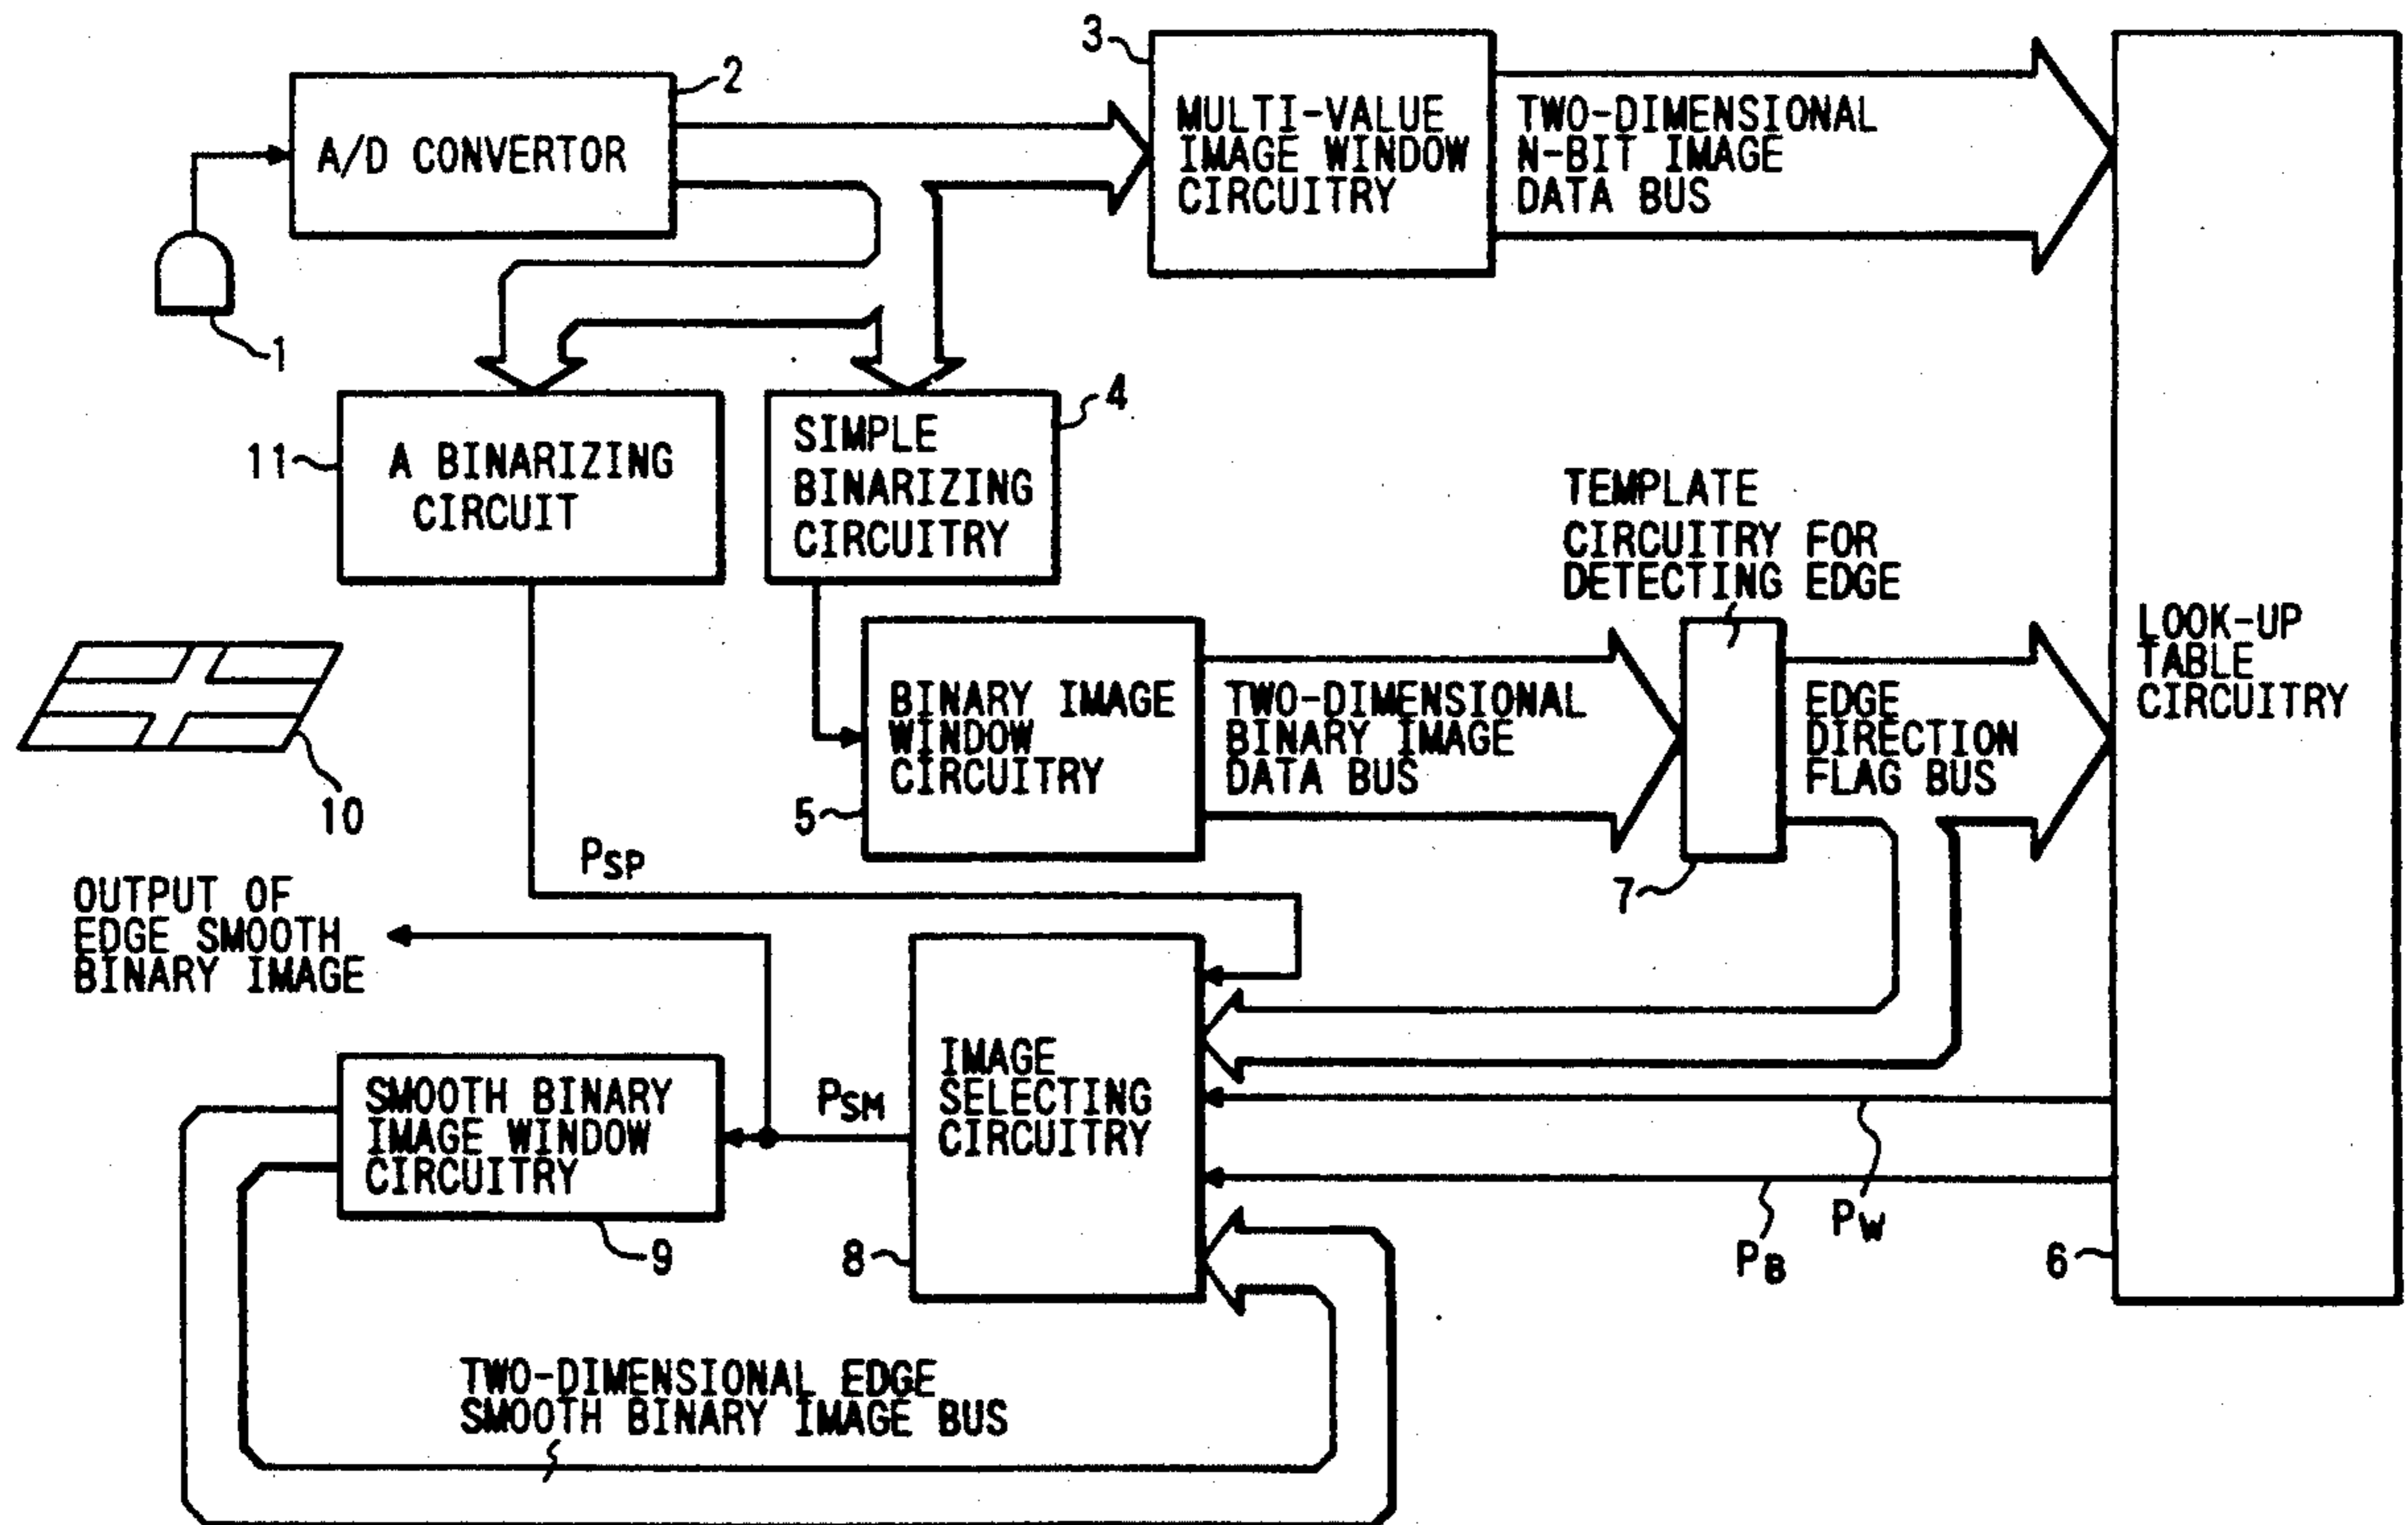 3
2
A/D CONVERTOR
MULTI-VALUE
IMAGE WINDOW
CIRCUITRY
TWO-DIMENSIONAL
N-BIT IMAGE
DATA BUS
1
4
11
A BINARIZING
CIRCUIT
SIMPLE
BINARIZING
CIRCUITRY
TEMPLATE
CIRCUITRY FOR
DETECTING EDGE
LOOK-UP
TABLE
CIRCUITRY
10
BINARY IMAGE
WINDOW
CIRCUITRY
5
TWO-DIMENSIONAL
BINARY IMAGE
DATA BUS
EDGE
DIRECTION
FLAG BUS
7
PSP
OUTPUT OF
EDGE SMOOTH
BINARY IMAGE
IMAGE
SELECTING
CIRCUITRY
SMOOTH BINARY
IMAGE WINDOW
CIRCUITRY
PSM
PW
PB
9
8
6
TWO-DIMENSIONAL EDGE
SMOOTH BINARY IMAGE BUS